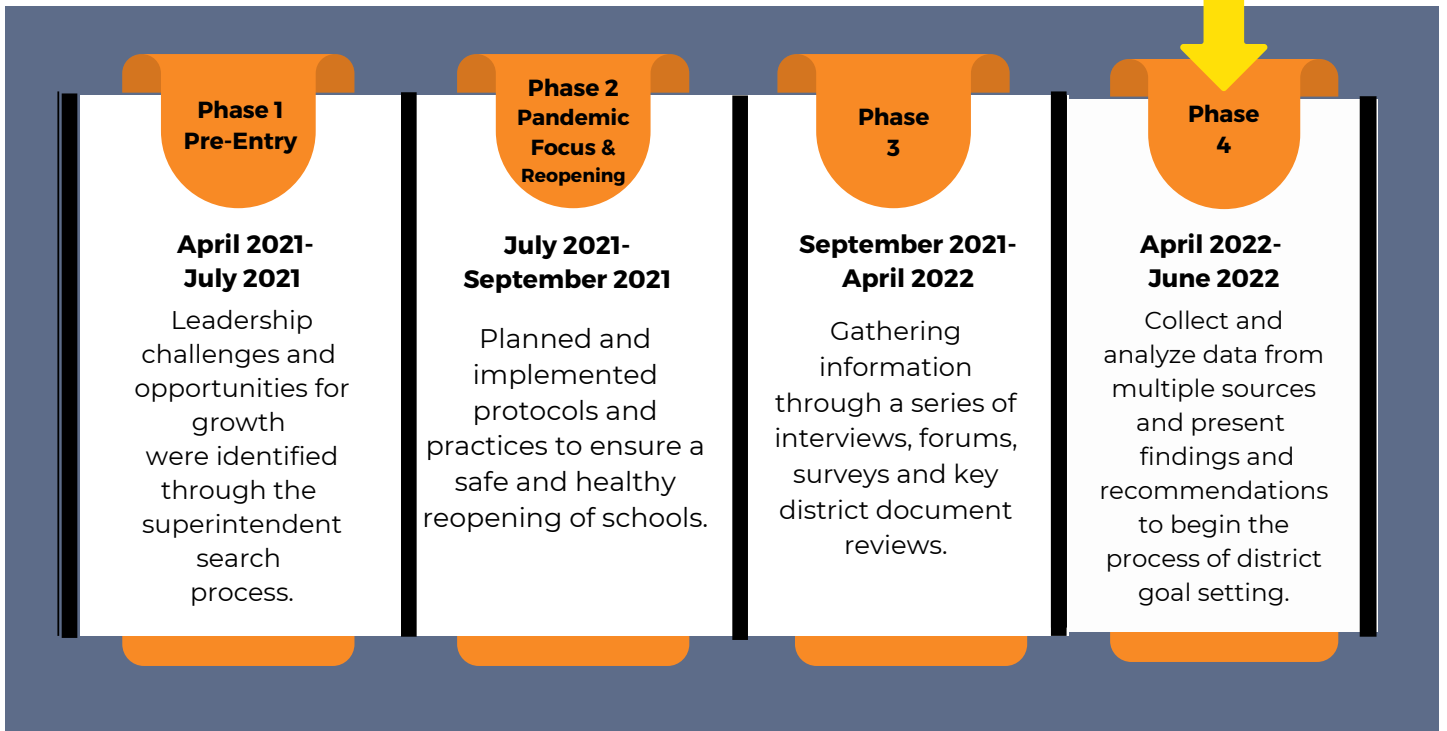 Phase 1
Pre-Entry
April 2021-
July 2021
Leadership
challenges and
opportunities for
growth
were identified
through the
superintendent
search
process.
Phase 2
Pandemic
Focus &
Reopening
July 2021-
September 2021
Planned and
implemented
protocols and
practices to ensure a
safe and healthy
reopening of schools.
Phase
3
September 2021-
April 2022
Gathering
information
through a series of
interviews, forums,
surveys and key
district document
reviews.
Phase
4
April 2022-
June 2022
Collect and
analyze data from
multiple sources
and present
findings and
recommendations
to begin the
process of district
goal setting.